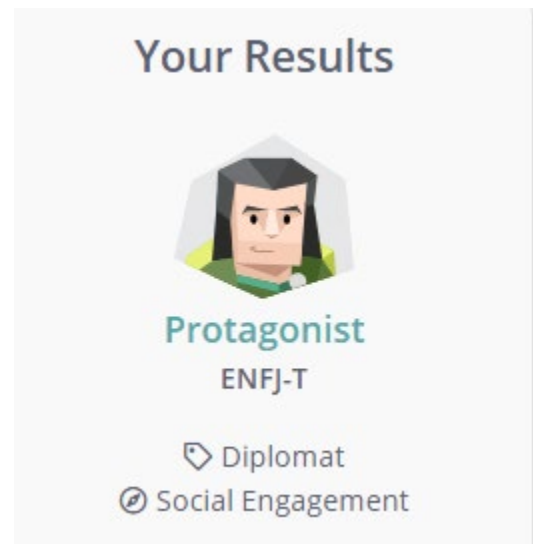 Your Results
Protagonist
ENFJ-T
Diplomat
Social Engagement